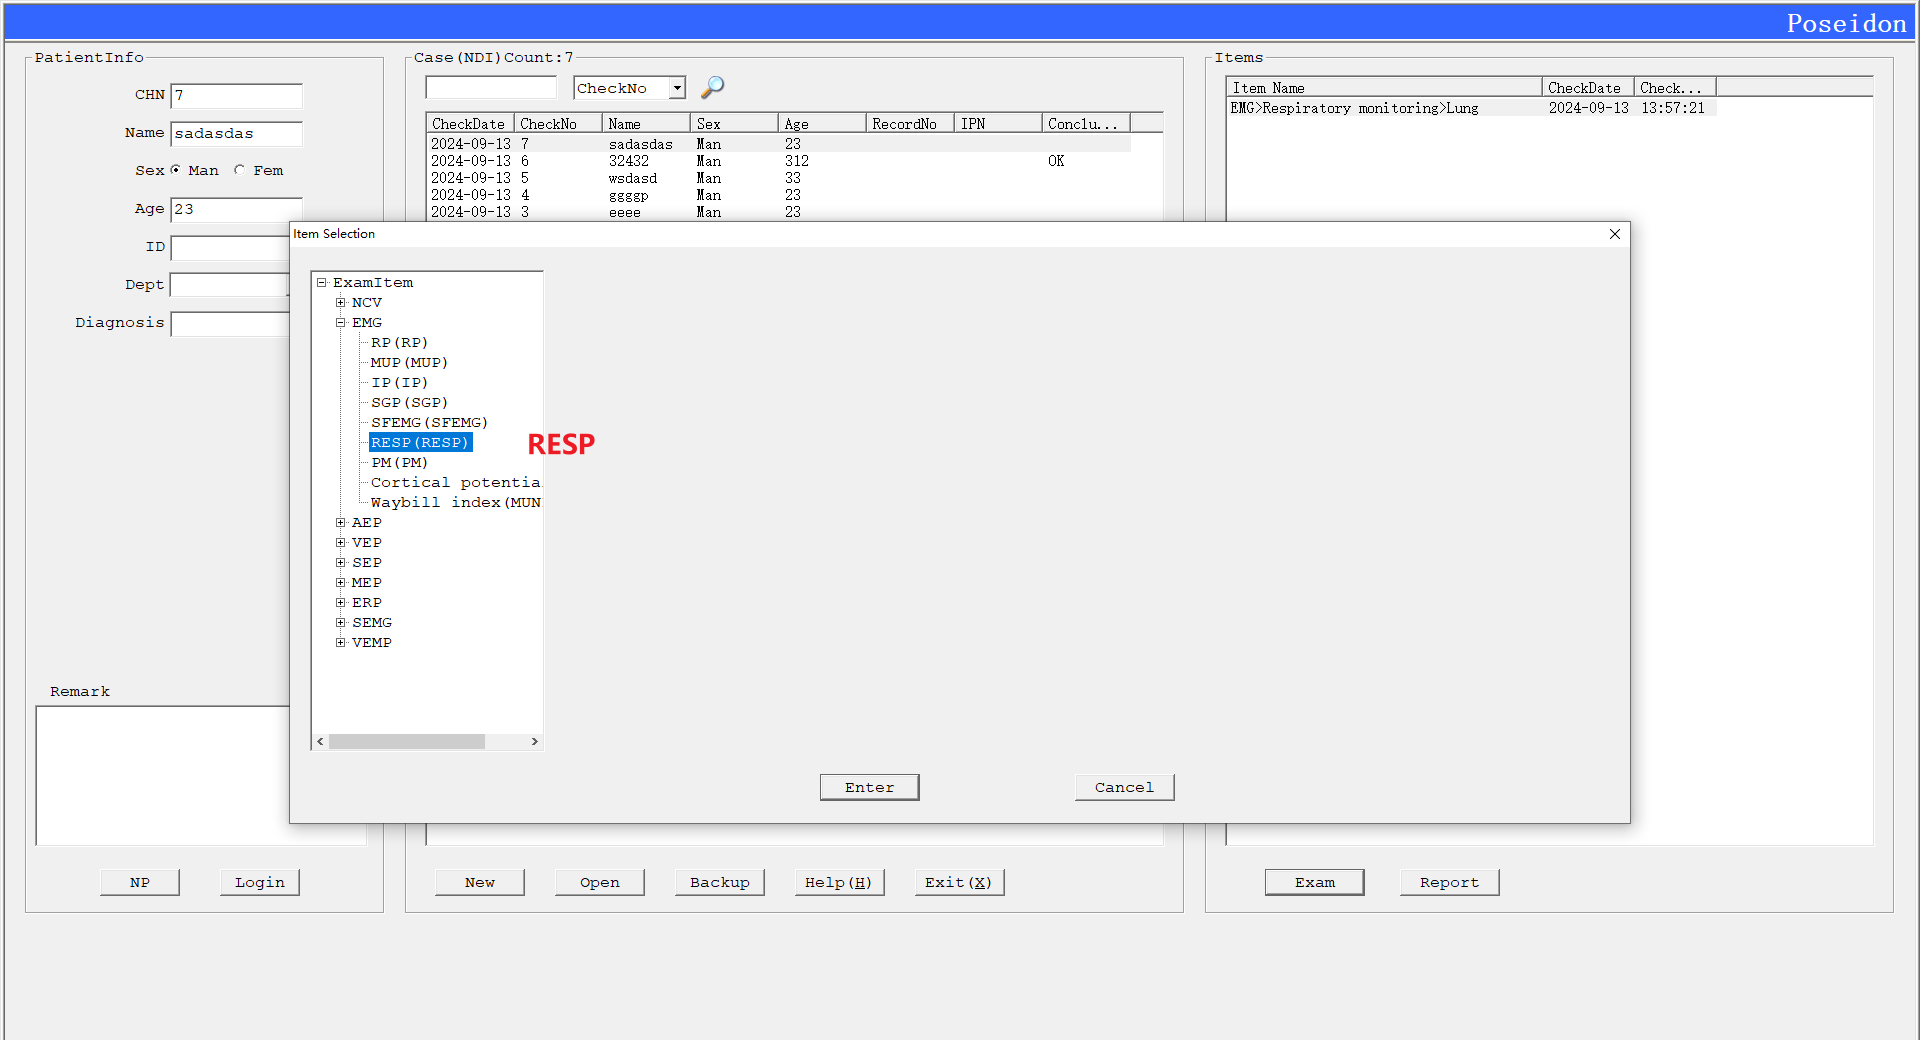 Poseidon
PatientInfo
CHN 7
Name sadasdas
Sex Man Fem
Age 23
ID
Dept
Diagnosis
Remark
NP Login
Case(NDI)Count:7
CheckNo
CheckDate CheckNo Name Sex Age RecordNo IPN Conclu...
2024-09-13 7 sadasdas Man 23
2024-09-13 6 32432 Man 312 OK
2024-09-13 5 wsdasd Man 33
2024-09-13 4 ggggp Man 23
2024-09-13 3 eeee Man 23
New Open Backup Help(H) Exit(X)
Items
Item Name CheckDate Check...
EMG>Respiratory monitoring>Lung 2024-09-13 13:57:21
Exam Report
Item Selection
ExamItem
NCV
EMG
RP(RP)
MUP(MUP)
IP(IP)
SGP(SGP)
SFEMG(SFEMG)
RESP(RESP)
RESP
PM(PM)
Cortical potentia
Waybill index(MUN
AEP
VEP
SEP
MEP
ERP
SEMG
VEMP
Enter Cancel